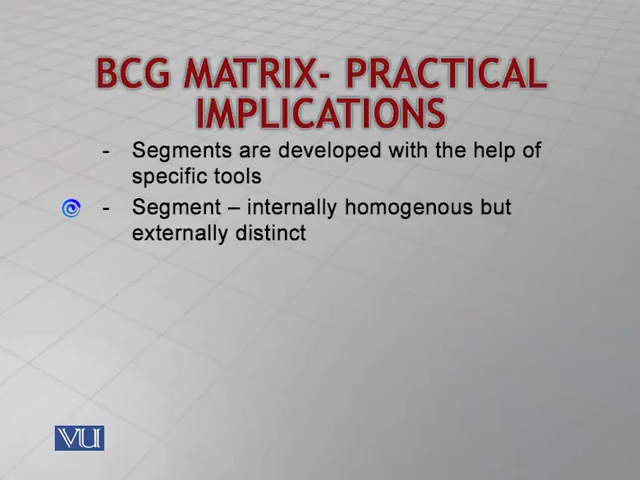 BCG MATRIX- PRACTICAL
IMPLICATIONS
- Segments are developed with the help of
specific tools
- Segment – internally homogenous but
externally distinct
VU